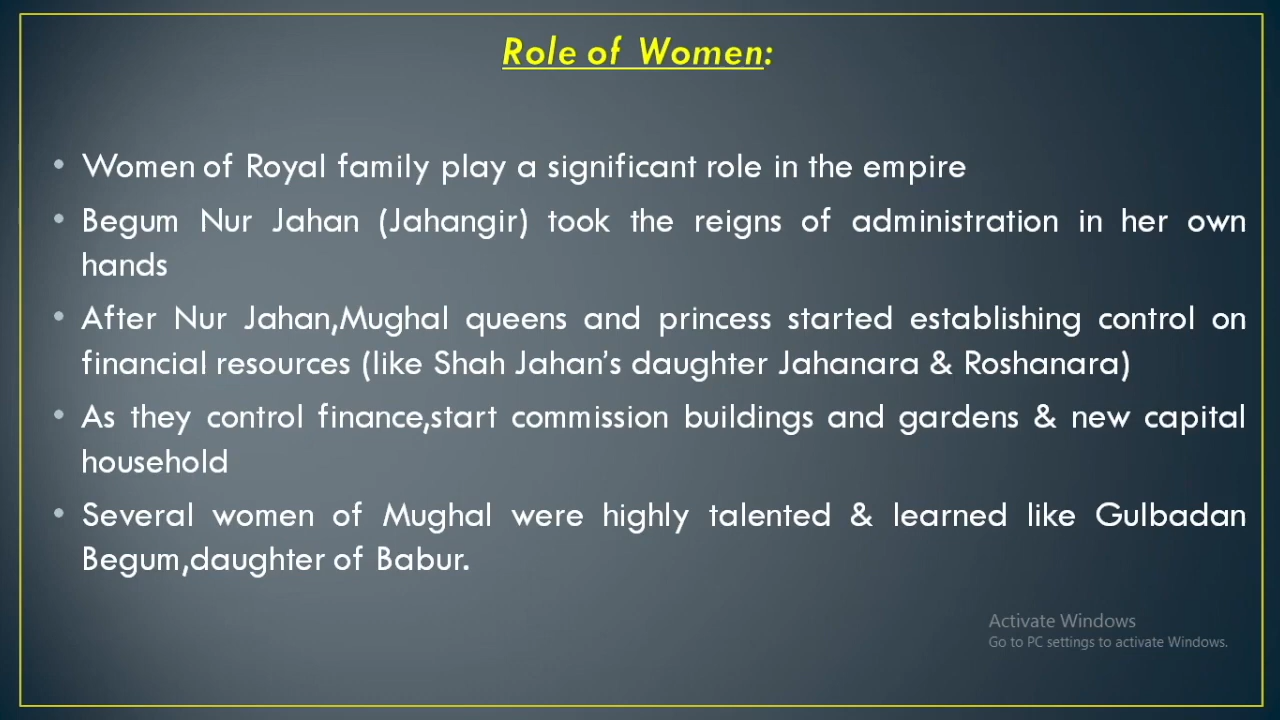 Role of Women:
• Women of Royal family play a significant role in the empire
• Begum Nur Jahan (Jahangir) took the reigns of administration in her own
hands
• After Nur Jahan,Mughal queens and princess started establishing control on
financial resources (like Shah Jahan's daughter Jahanara & Roshanara)
• As they control finance,start commission buildings and gardens & new capital
household
• Several women of Mughal were highly talented & learned like Gulbadan
Begum,daughter of Babur.
Activate Windows
Go to PC settings to activate Windows.